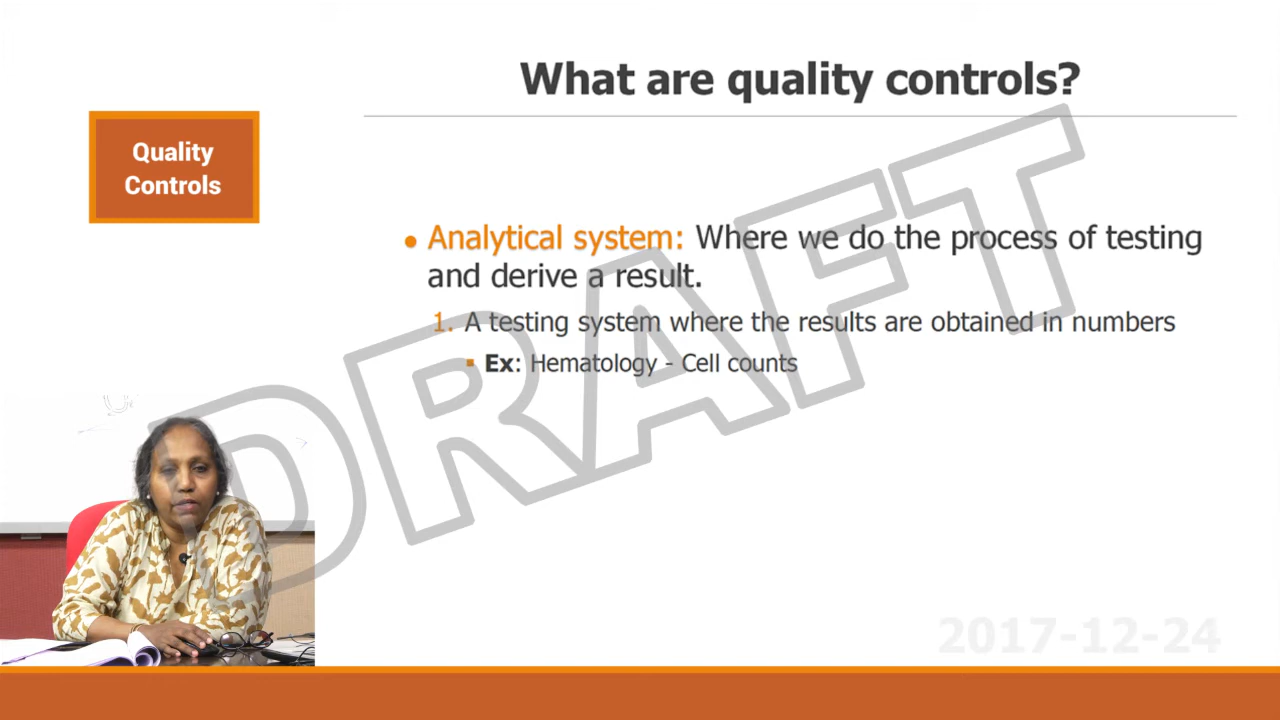 What are quality controls?
Quality
Controls
• Analytical system: Where we do the process of testing
and derive a result.
1. A testing system where the results are obtained in numbers
▪ Ex: Hematology - Cell counts
DRAFT
2017-12-24